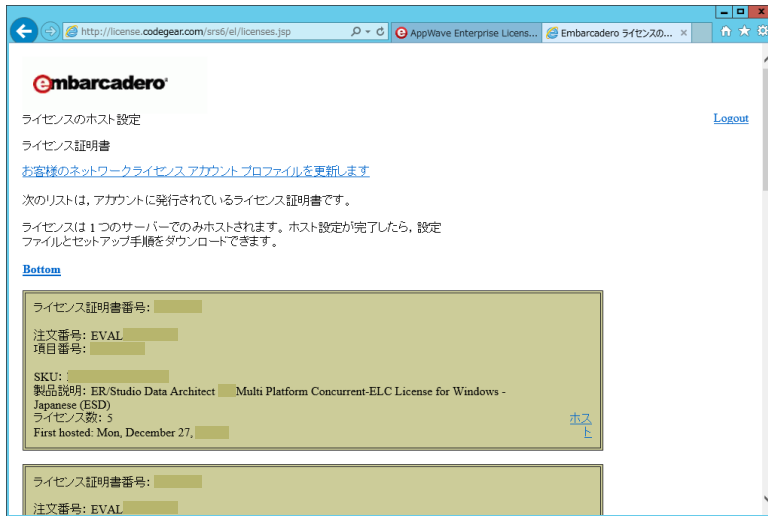 http://license.codegear.com/srs6/el/licenses.jsp
AppWave Enterprise Licens...
Embarcadero ライセンスの...
embarcadero
ライセンスのホスト設定
Logout
ライセンス証明書
お客様のネットワークライセンス アカウント プロファイルを更新します
次のリストは, アカウントに発行されているライセンス証明書です。
ライセンスは 1 つのサーバーでのみホストされます。ホスト設定が完了したら, 設定
ファイルとセットアップ手順をダウンロードできます。
Bottom
ライセンス証明書番号:
注文番号: EVAL
項目番号:
SKU:
製品説明: ER/Studio Data Architect Multi Platform Concurrent-ELC License for Windows -
Japanese (ESD)
ライセンス数: 5
First hosted: Mon, December 27,
ホス
ト
ライセンス証明書番号:
注文番号: EVAL